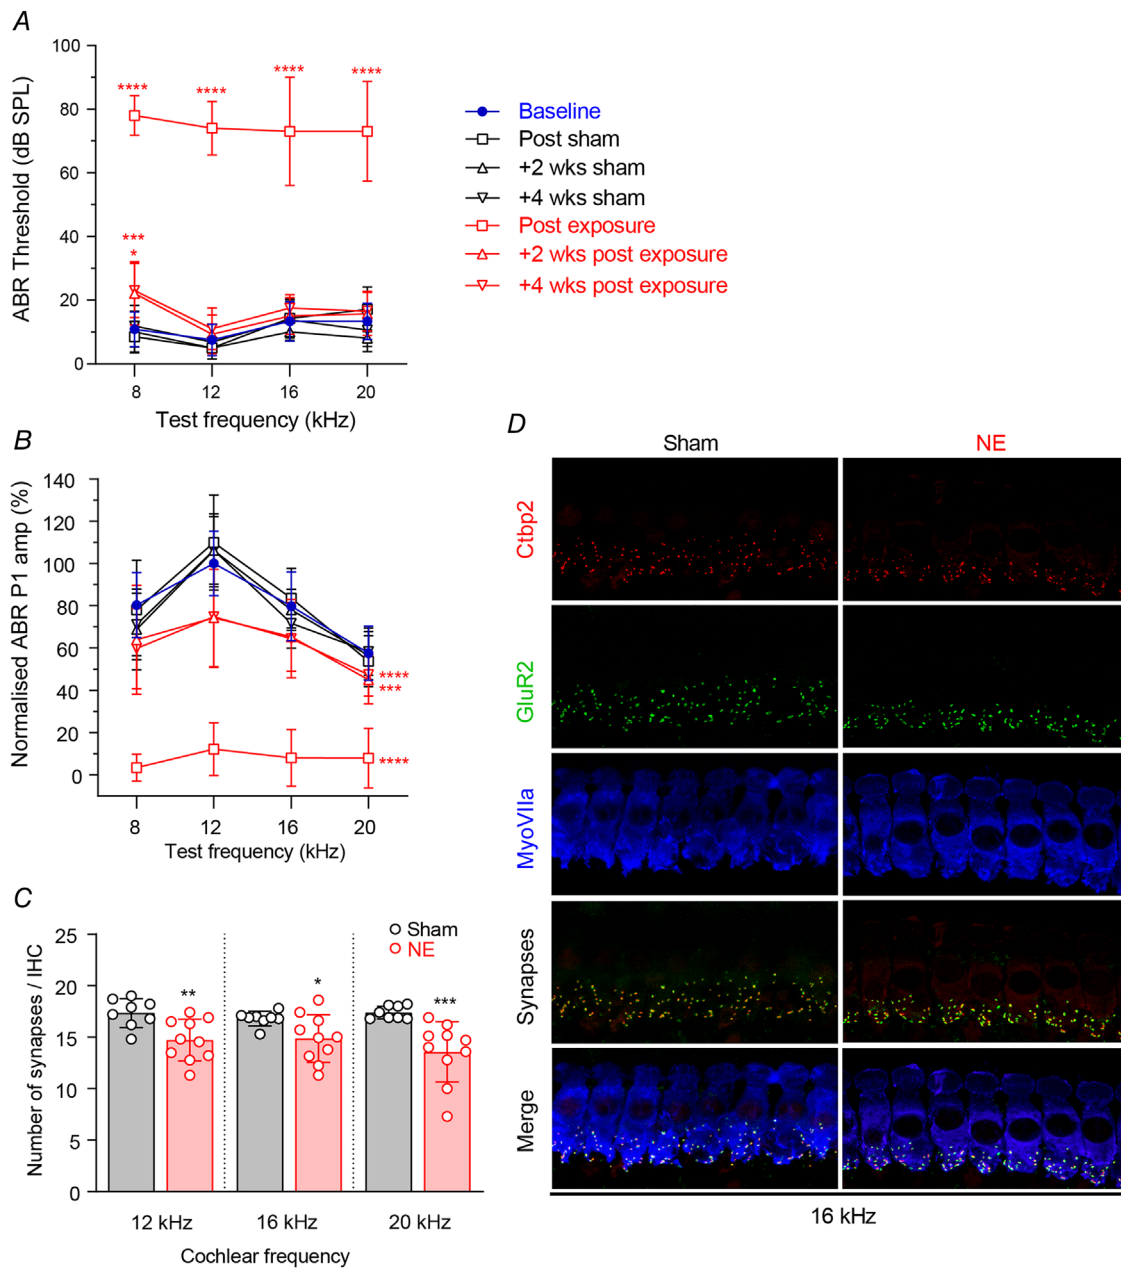 A
100
80
60
40
20
0
ABR Threshold (dB SPL)
****
****
****
****
***
*
8
12
16
20
Test frequency (kHz)
Baseline
Post sham
+2 wks sham
+4 wks sham
Post exposure
+2 wks post exposure
+4 wks post exposure
B
140
120
100
80
60
40
20
0
Normalised ABR P1 amp (%)
****
***
****
8
12
16
20
Test frequency (kHz)
C
25
20
15
10
5
0
Number of synapses / IHC
Sham
NE
**
*
***
12 kHz
16 kHz
20 kHz
Cochlear frequency
D
Sham
NE
Ctbp2
GluR2
MyoVIIa
Synapses
Merge
16 kHz